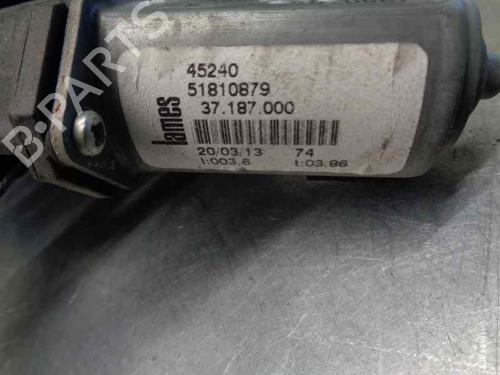 45240
51810879
37.187.000
lames
20/03/13 74
I:003.6 t:03.86
B-PARTS